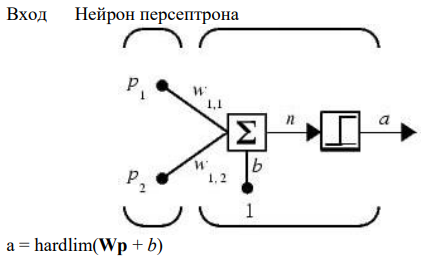 Вход Нейрон персептрона
p1
w1,1
n
a
Σ
p2
w1,2
b
1
a = hardlim(Wp + b)